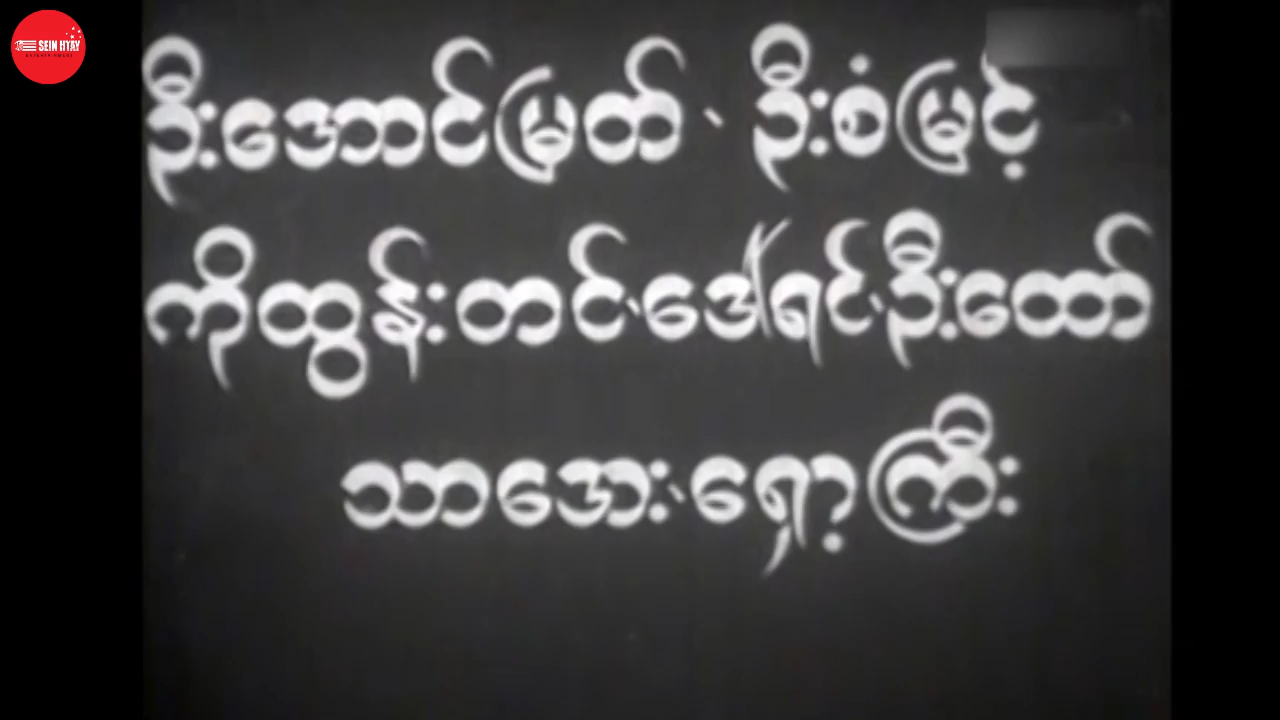 SEIN HTAY
ဦးအောင်မြတ်၊ ဦးစံမြင့်
ကိုထွန်းတင်၊ဒေါ်ရင်၊ဦးထော်
သာအေး၊ရှော့ကြီး